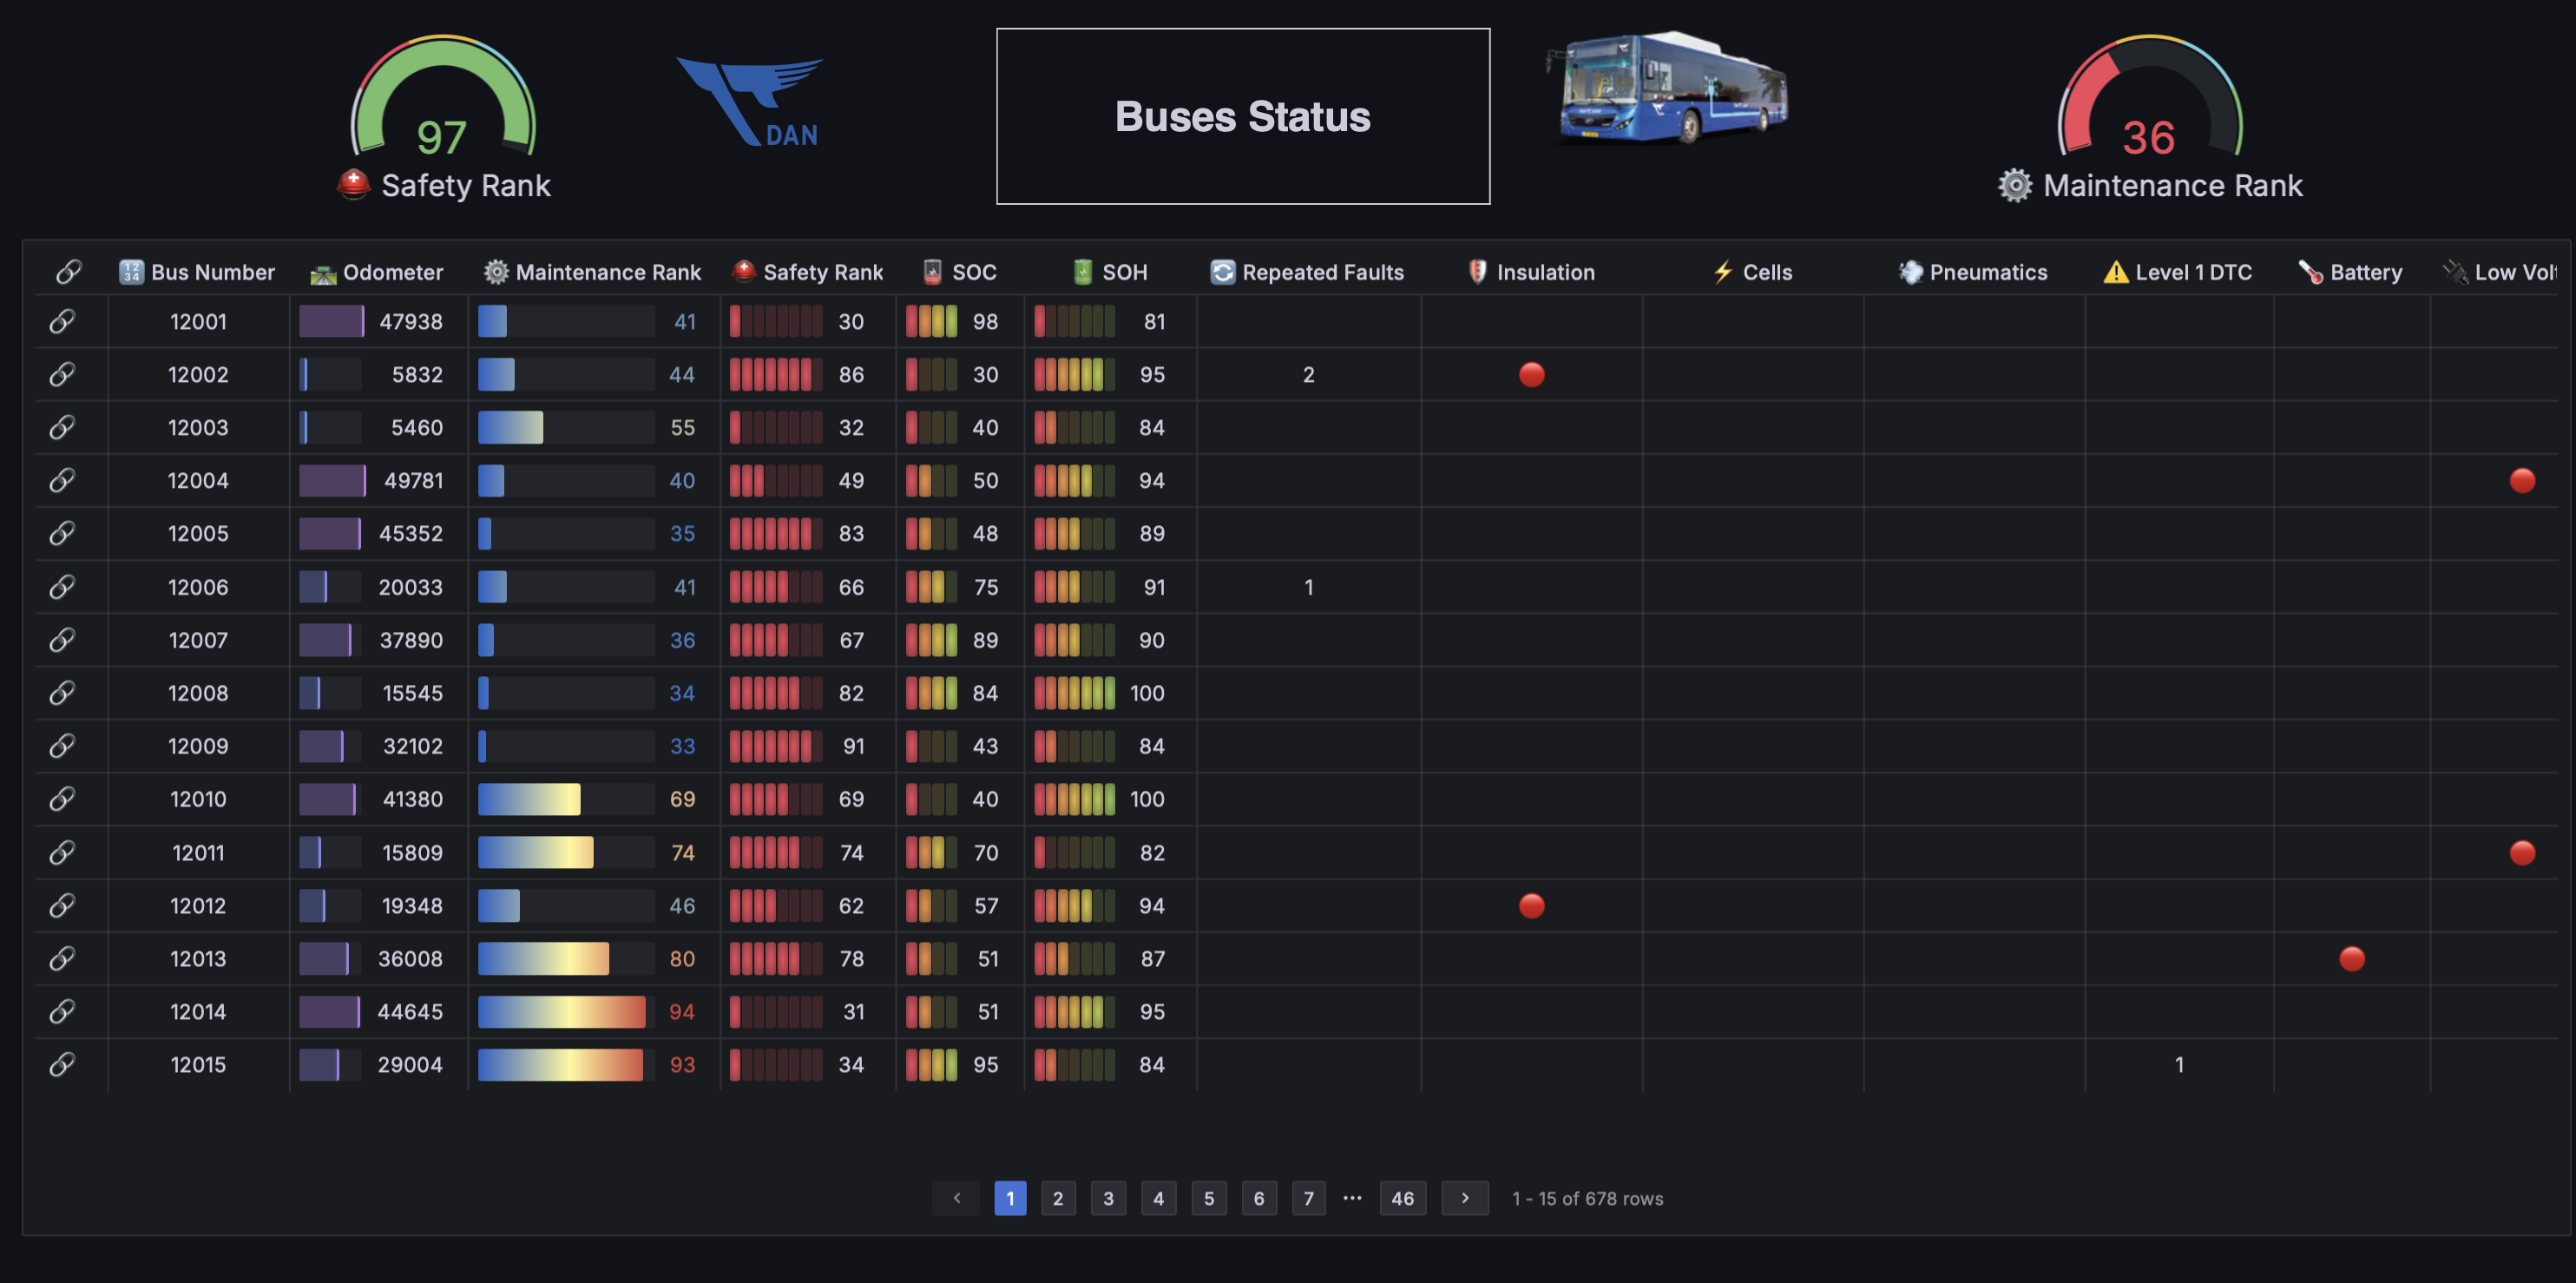 97
Safety Rank
DAN
Buses Status
36
Maintenance Rank
Bus Number Odometer Maintenance Rank Safety Rank SOC SOH Repeated Faults Insulation Cells Pneumatics Level 1 DTC Battery Low Volt
12001 47938 41 30 98 81
12002 5832 44 86 30 95 2
12003 5460 55 32 40 84
12004 49781 40 49 50 94
12005 45352 35 83 48 89
12006 20033 41 66 75 91 1
12007 37890 36 67 89 90
12008 15545 34 82 84 100
12009 32102 33 91 43 84
12010 41380 69 69 40 100
12011 15809 74 74 70 82
12012 19348 46 62 57 94
12013 36008 80 78 51 87
12014 44645 94 31 51 95
12015 29004 93 34 95 84 1
‹ 1 2 3 4 5 6 7 ··· 46 › 1 - 15 of 678 rows